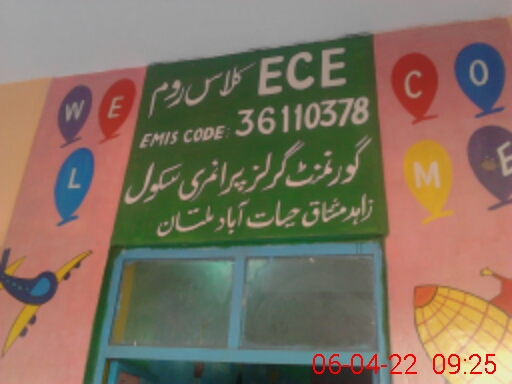 ECE کلاس روم
EMIS CODE: 36110378
گورنمنٹ گرلز پرائمری سکول
زاہد مشتاق حیات آباد ملتان
W E L
C O M E
06-04-22 09:25